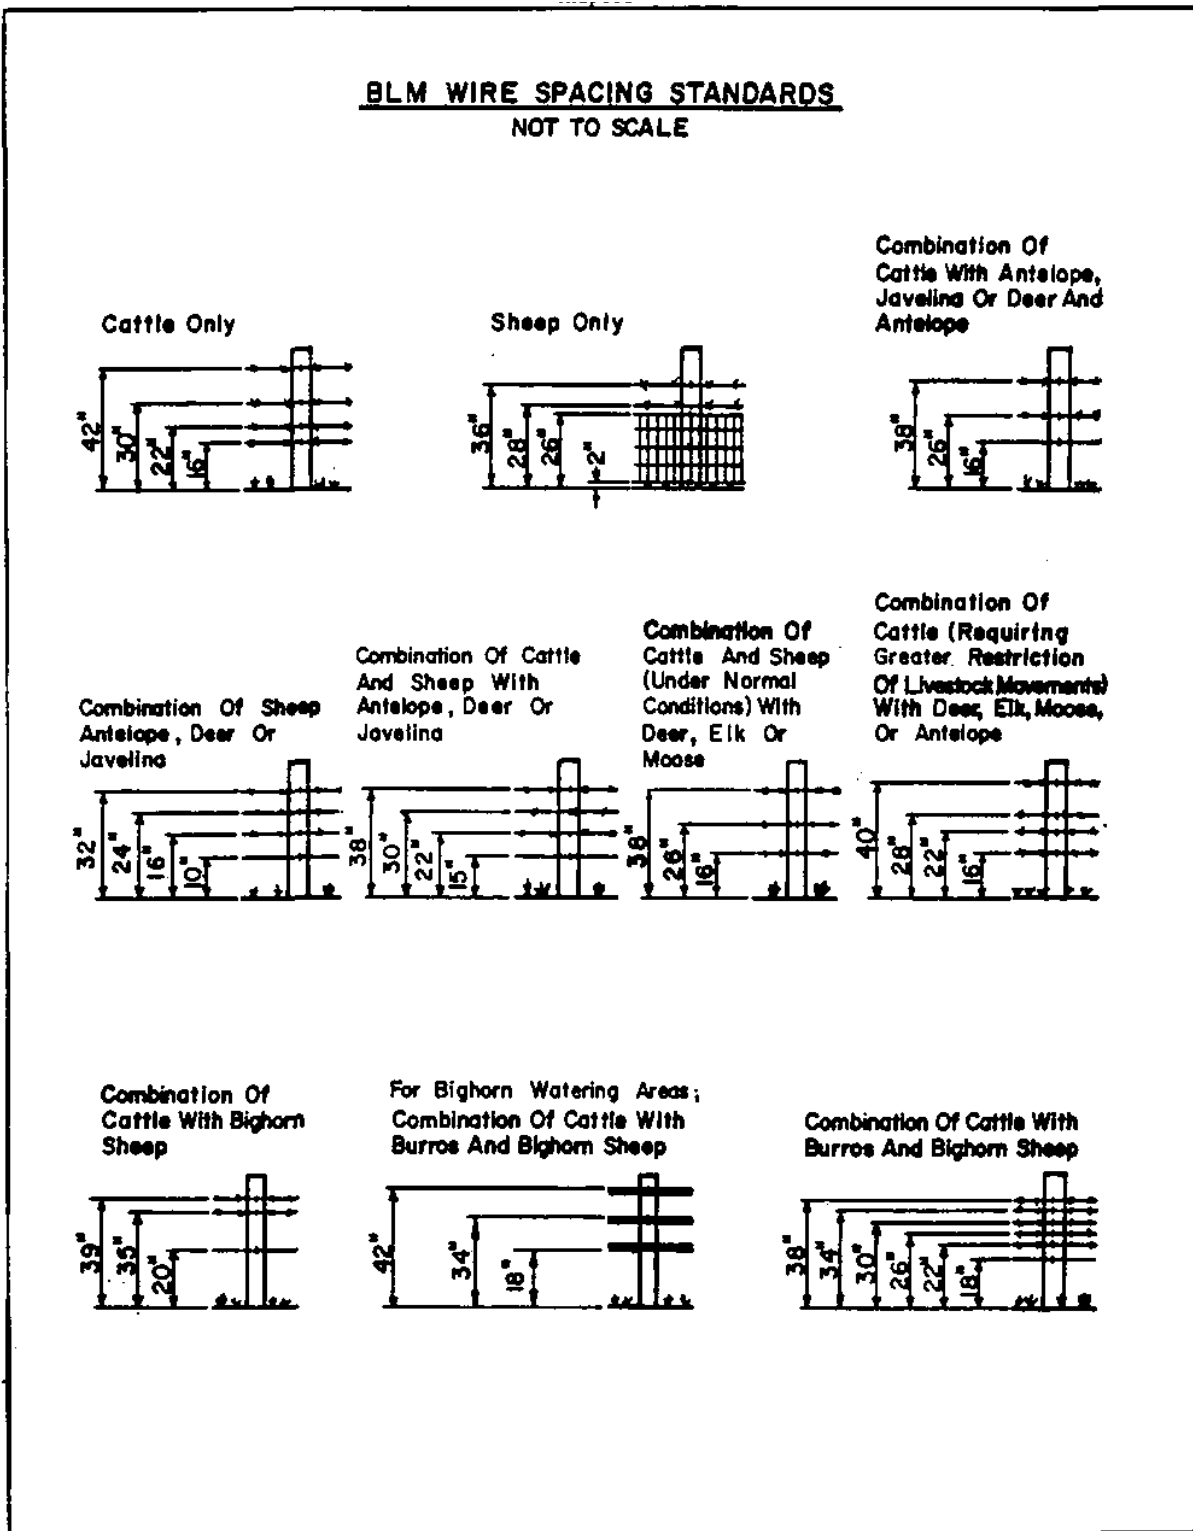 BLM WIRE SPACING STANDARDS
NOT TO SCALE
Cattle Only
42"
30"
22"
16"
Sheep Only
36"
28"
26"
2"
Combination Of
Cattle With Antelope,
Javelina Or Deer And
Antelope
38"
26"
16"
Combination Of Sheep
Antelope, Deer Or
Javelina
32"
24"
16"
10"
Combination Of Cattle
And Sheep With
Antelope, Deer Or
Javelina
38"
30"
22"
15"
Combination Of
Cattle And Sheep
(Under Normal
Conditions) With
Deer, Elk Or
Moose
38"
26"
16"
Combination Of
Cattle (Requiring
Greater Restriction
Of Livestock Movements)
With Deer, Elk, Moose,
Or Antelope
40"
28"
22"
16"
Combination Of
Cattle With Bighorn
Sheep
39"
35"
20"
For Bighorn Watering Areas;
Combination Of Cattle With
Burros And Bighorn Sheep
42"
34"
18"
Combination Of Cattle With
Burros And Bighorn Sheep
38"
34"
30"
26"
22"
18"